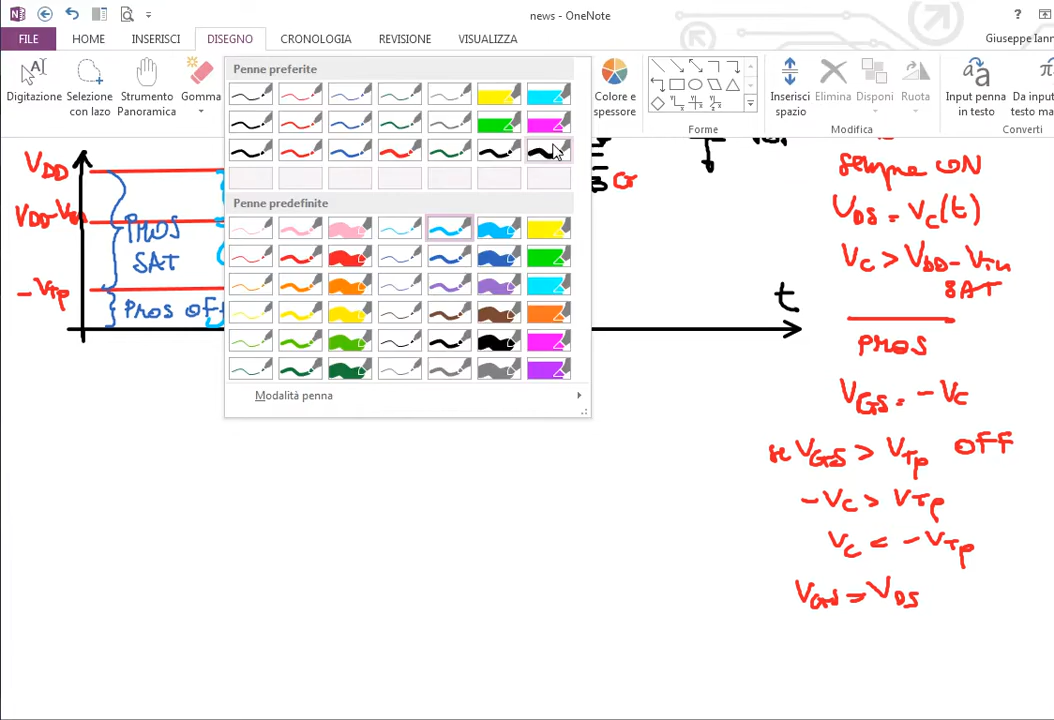 news - OneNote
?
Giuseppe Iann
FILE
HOME
INSERISCI
DISEGNO
CRONOLOGIA
REVISIONE
VISUALIZZA
Digitazione
Selezione con lazo
Strumento Panoramica
Gomma
Penne preferite
Penne predefinite
Modalità penna
Colore e spessore
Forme
Inserisci spazio
Elimina
Disponi
Ruota
Modifica
Input penna in testo
Da input testo ma
Converti
VDD
-VTp
PMOS
SAT
PMOS OFF
t
sempre ON
VDS = VC(t)
VC > VDD - VTn
SAT
PMOS
VGS = -VC
se VGS > VTp OFF
-VC > VTp
VC < -VTp
VGS = VDS